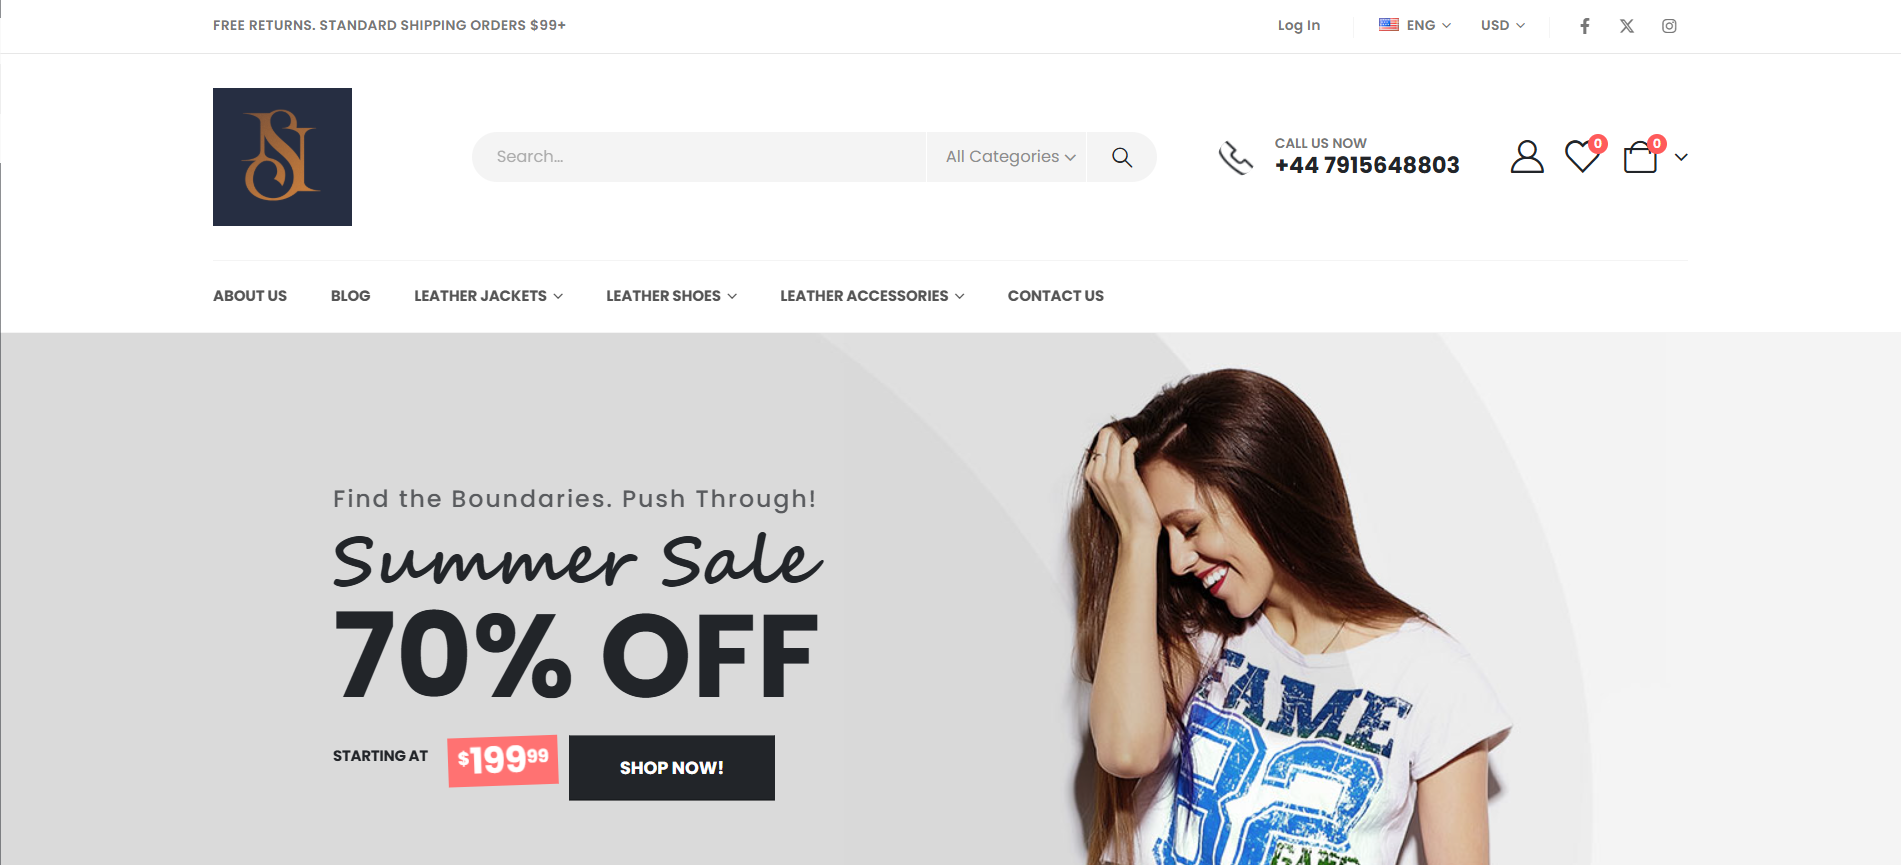 FREE RETURNS. STANDARD SHIPPING ORDERS $99+
Log In
ENG
USD
Search...
All Categories
CALL US NOW
+44 7915648803
0
0
ABOUT US
BLOG
LEATHER JACKETS
LEATHER SHOES
LEATHER ACCESSORIES
CONTACT US
Find the Boundaries. Push Through!
Summer Sale
70% OFF
STARTING AT
$19999
SHOP NOW!
FAME